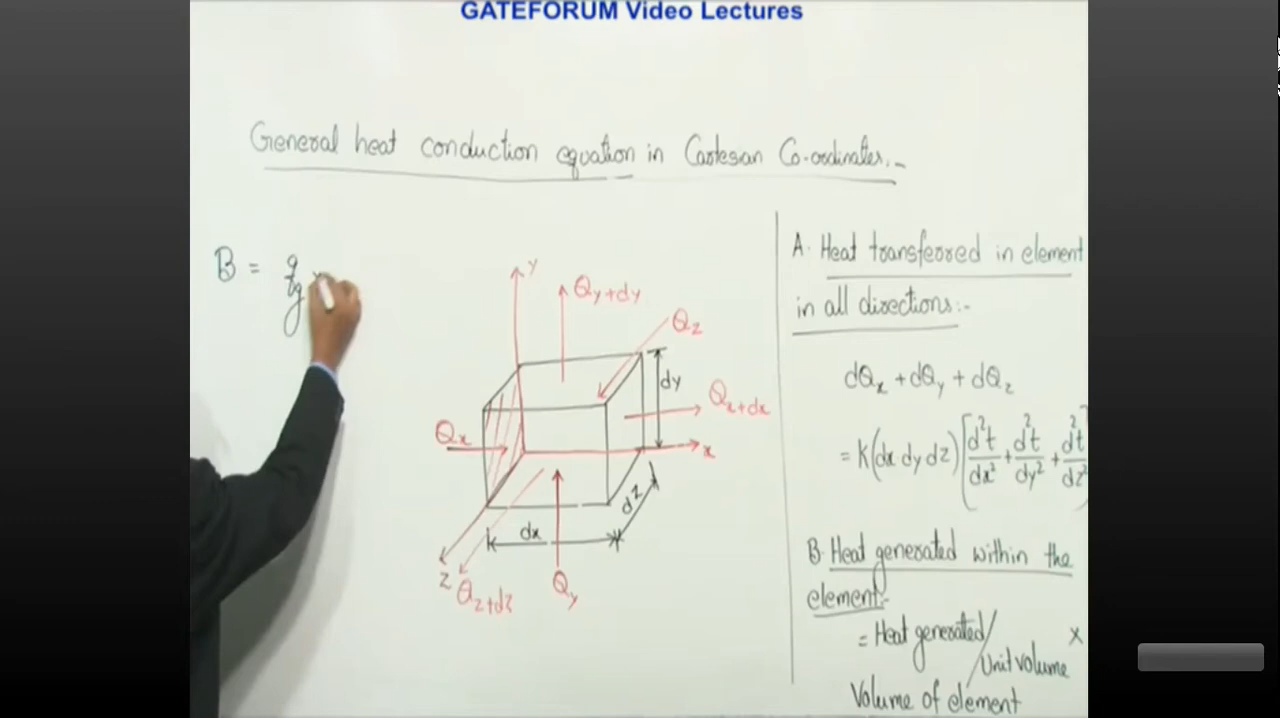 GATEFORUM Video Lectures
General heat conduction equation in Cartesan Co-ordinates.-
B = qg ×
y
Qy+dy
Qz
dy
Qx+dx
Qx
x
dz
dx
z
Qz+dz
Qy
A. Heat transferred in element
in all directions:-
dQx + dQy + dQz
= K(dx dy dz)[d²t/dx² + d²t/dy² + d²t/dz²]
B. Heat generated within the
element:-
= Heat generated/Unit volume ×
Volume of element